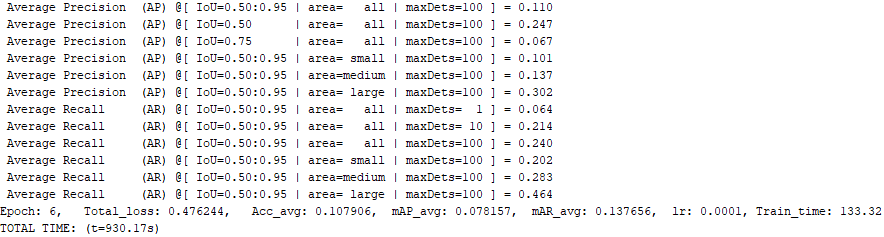 Average Precision  (AP) @[ IoU=0.50:0.95 | area=   all | maxDets=100 ] = 0.110
Average Precision  (AP) @[ IoU=0.50      | area=   all | maxDets=100 ] = 0.247
Average Precision  (AP) @[ IoU=0.75      | area=   all | maxDets=100 ] = 0.067
Average Precision  (AP) @[ IoU=0.50:0.95 | area= small | maxDets=100 ] = 0.101
Average Precision  (AP) @[ IoU=0.50:0.95 | area=medium | maxDets=100 ] = 0.137
Average Precision  (AP) @[ IoU=0.50:0.95 | area= large | maxDets=100 ] = 0.302
Average Recall     (AR) @[ IoU=0.50:0.95 | area=   all | maxDets=  1 ] = 0.064
Average Recall     (AR) @[ IoU=0.50:0.95 | area=   all | maxDets= 10 ] = 0.214
Average Recall     (AR) @[ IoU=0.50:0.95 | area=   all | maxDets=100 ] = 0.240
Average Recall     (AR) @[ IoU=0.50:0.95 | area= small | maxDets=100 ] = 0.202
Average Recall     (AR) @[ IoU=0.50:0.95 | area=medium | maxDets=100 ] = 0.283
Average Recall     (AR) @[ IoU=0.50:0.95 | area= large | maxDets=100 ] = 0.464
Epoch: 6,   Total_loss: 0.476244,   Acc_avg: 0.107906,  mAP_avg: 0.078157,  mAR_avg: 0.137656,  lr: 0.0001, Train_time: 133.32
TOTAL TIME: (t=930.17s)